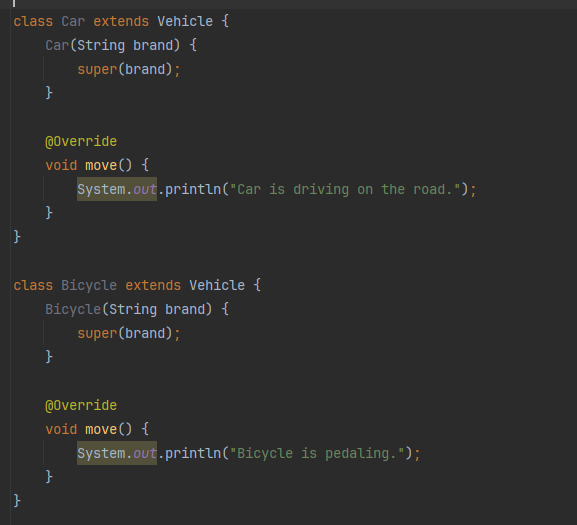 class Car extends Vehicle {
    Car(String brand) {
        super(brand);
    }

    @Override
    void move() {
        System.out.println("Car is driving on the road.");
    }
}

class Bicycle extends Vehicle {
    Bicycle(String brand) {
        super(brand);
    }

    @Override
    void move() {
        System.out.println("Bicycle is pedaling.");
    }
}